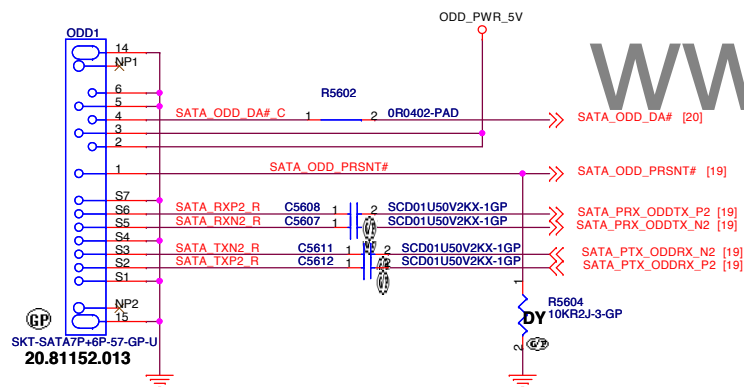 ODD_PWR_5V
WW
ODD1
14
NP1
6
5
R5602
4 SATA_ODD_DA#_C 1 2 0R0402-PAD SATA_ODD_DA# [20]
3
2
1 SATA_ODD_PRSNT# SATA_ODD_PRSNT# [19]
S7
S6 SATA_RXP2_R C5608 1 2 SCD01U50V2KX-1GP SATA_PRX_ODDTX_P2 [19]
S5 SATA_RXN2_R C5607 1 2 SCD01U50V2KX-1GP SATA_PRX_ODDTX_N2 [19]
S4
S3 SATA_TXN2_R C5611 1 2 SCD01U50V2KX-1GP SATA_PTX_ODDRX_N2 [19]
S2 SATA_TXP2_R C5612 1 2 SCD01U50V2KX-1GP SATA_PTX_ODDRX_P2 [19]
S1
1
NP2
R5604
GP 15 DY 10KR2J-3-GP
SKT-SATA7P+6P-57-GP-U
2 GP
20.81152.013